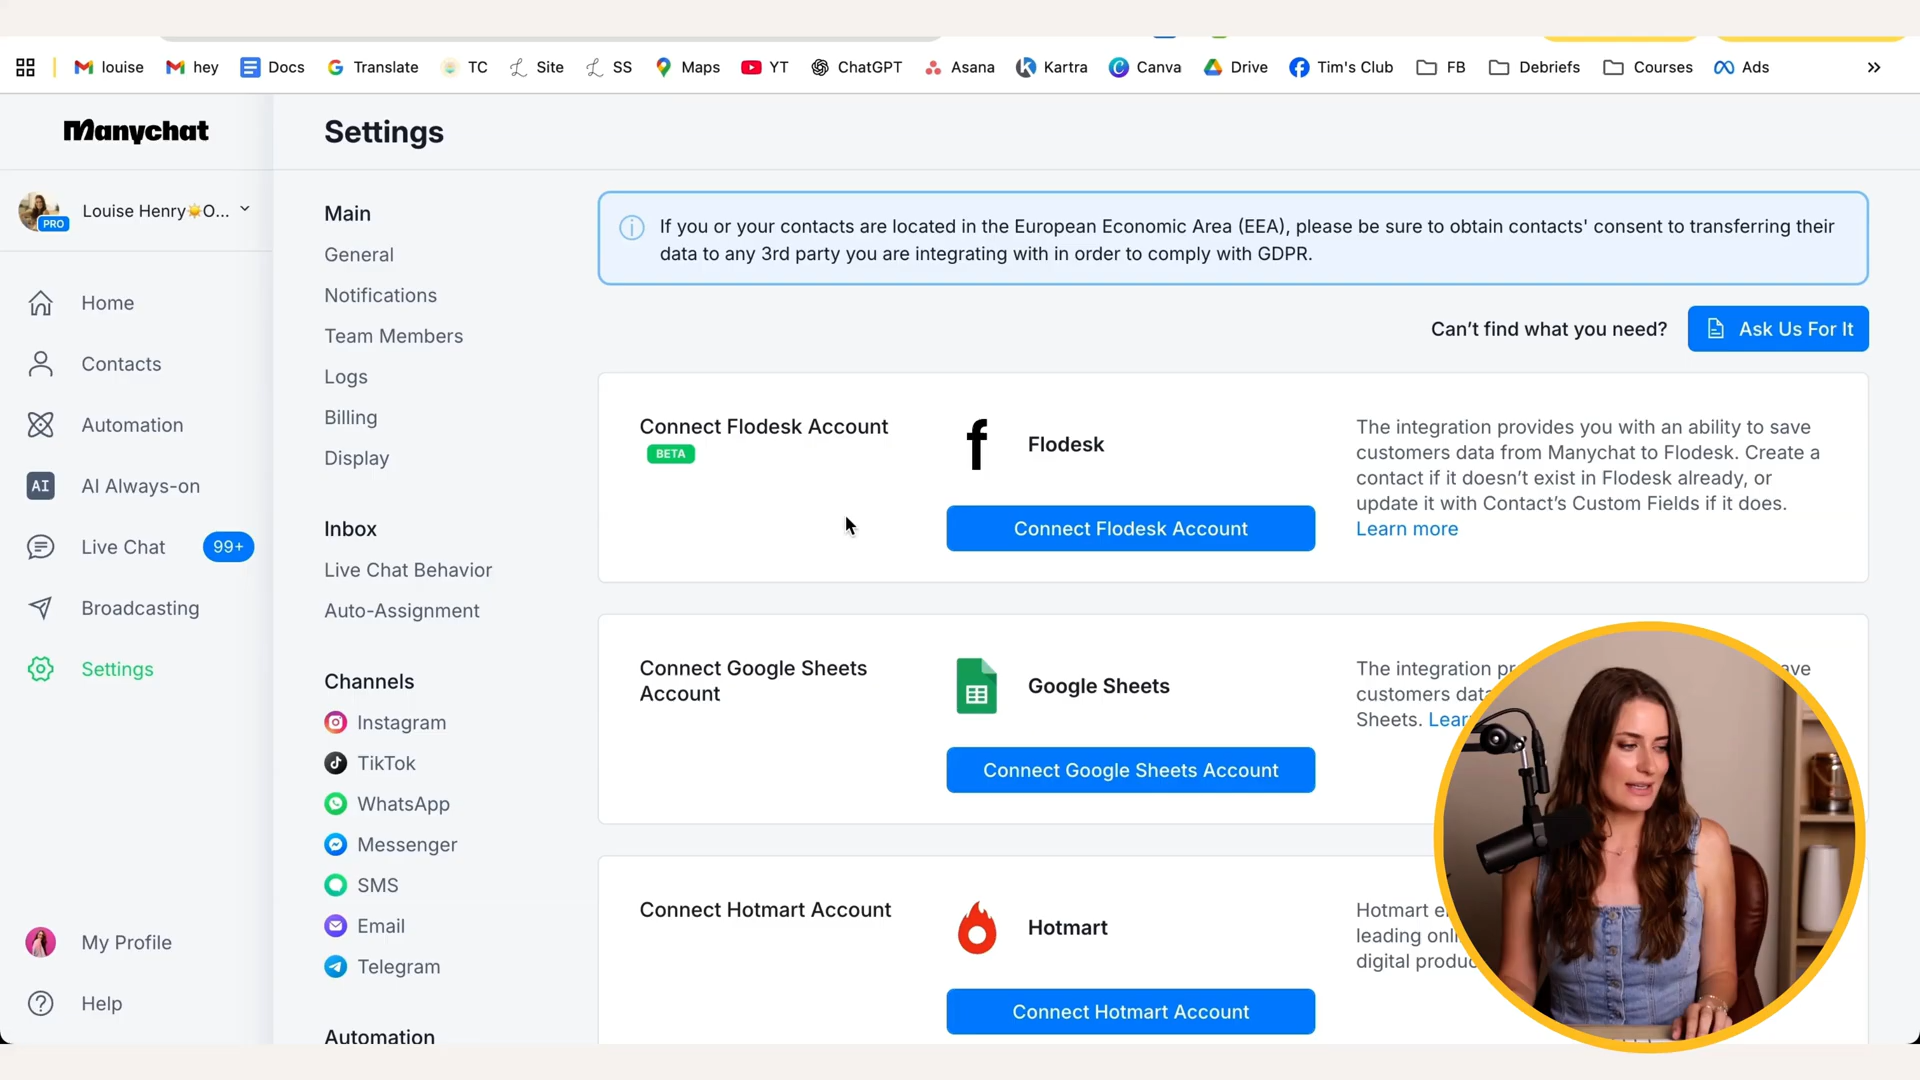 louise
hey
Docs
Translate
TC
Site
SS
Maps
YT
ChatGPT
Asana
Kartra
Canva
Drive
Tim's Club
FB
Debriefs
Courses
Ads
Manychat
Settings
Louise Henry☀️O...
PRO
Home
Contacts
Automation
AI
AI Always-on
Live Chat
99+
Broadcasting
Settings
My Profile
Help
Main
General
Notifications
Team Members
Logs
Billing
Display
Inbox
Live Chat Behavior
Auto-Assignment
Channels
Instagram
TikTok
WhatsApp
Messenger
SMS
Email
Telegram
Automation
If you or your contacts are located in the European Economic Area (EEA), please be sure to obtain contacts' consent to transferring their
data to any 3rd party you are integrating with in order to comply with GDPR.
Can't find what you need?
Ask Us For It
Connect Flodesk Account
BETA
f
Flodesk
Connect Flodesk Account
The integration provides you with an ability to save
customers data from Manychat to Flodesk. Create a
contact if it doesn't exist in Flodesk already, or
update it with Contact's Custom Fields if it does.
Learn more
Connect Google Sheets
Account
Google Sheets
Connect Google Sheets Account
The integration
customers
Sheets.
Connect Hotmart Account
Hotmart
Connect Hotmart Account
Hotmart
leading
digital